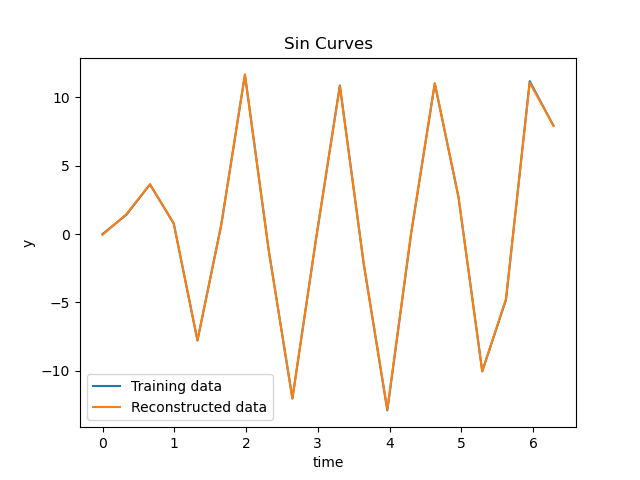 Sin Curves
y
10
5
0
−5
−10
Training data
Reconstructed data
0 1 2 3 4 5 6
time